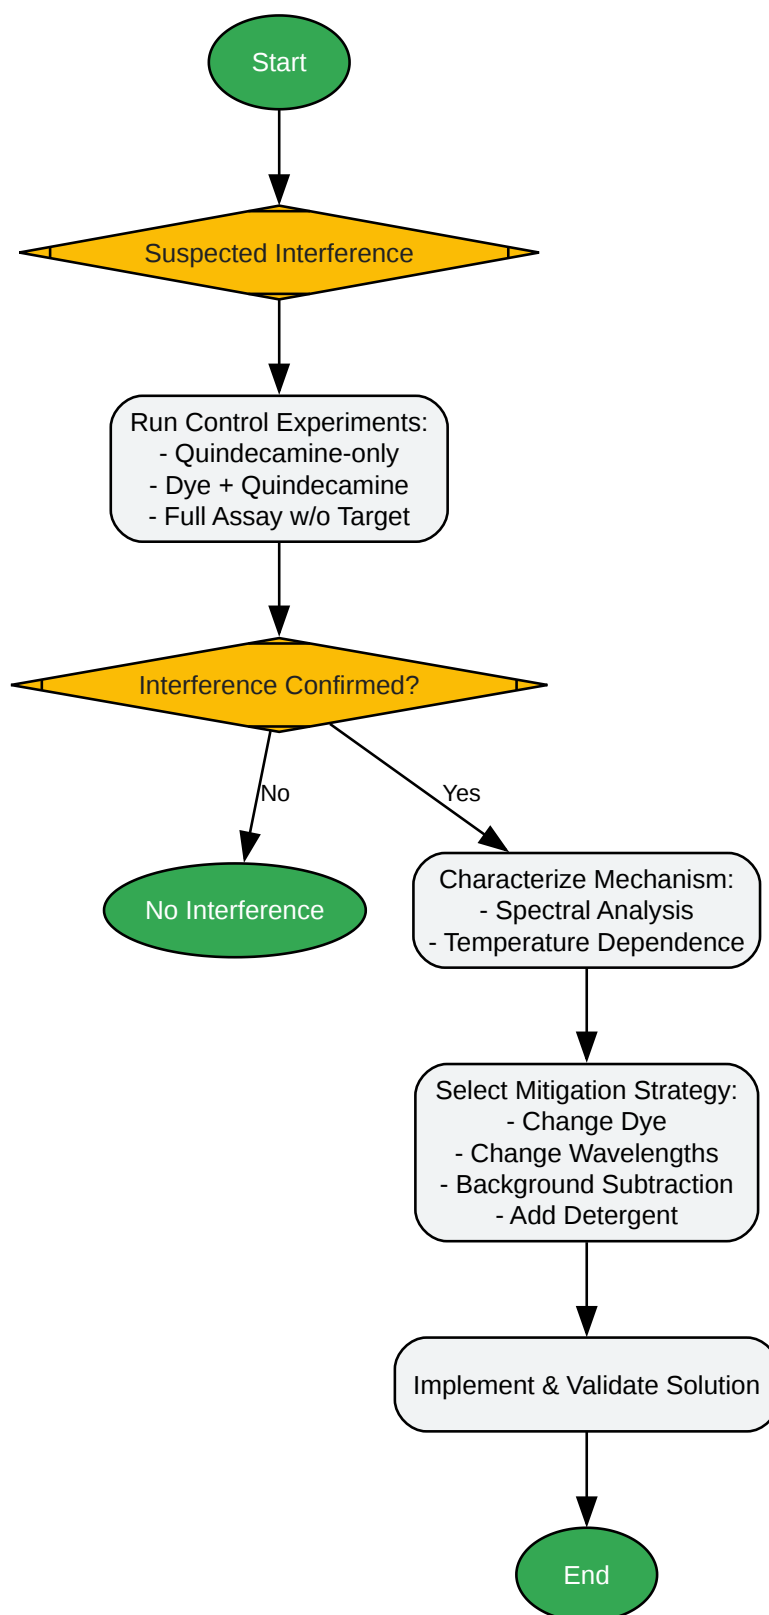 Start
Suspected Interference
Run Control Experiments:
- Quindecamine-only
- Dye + Quindecamine
- Full Assay w/o Target
Interference Confirmed?
No
Yes
No Interference
Characterize Mechanism:
- Spectral Analysis
- Temperature Dependence
Select Mitigation Strategy:
- Change Dye
- Change Wavelengths
- Background Subtraction
- Add Detergent
Implement & Validate Solution
End